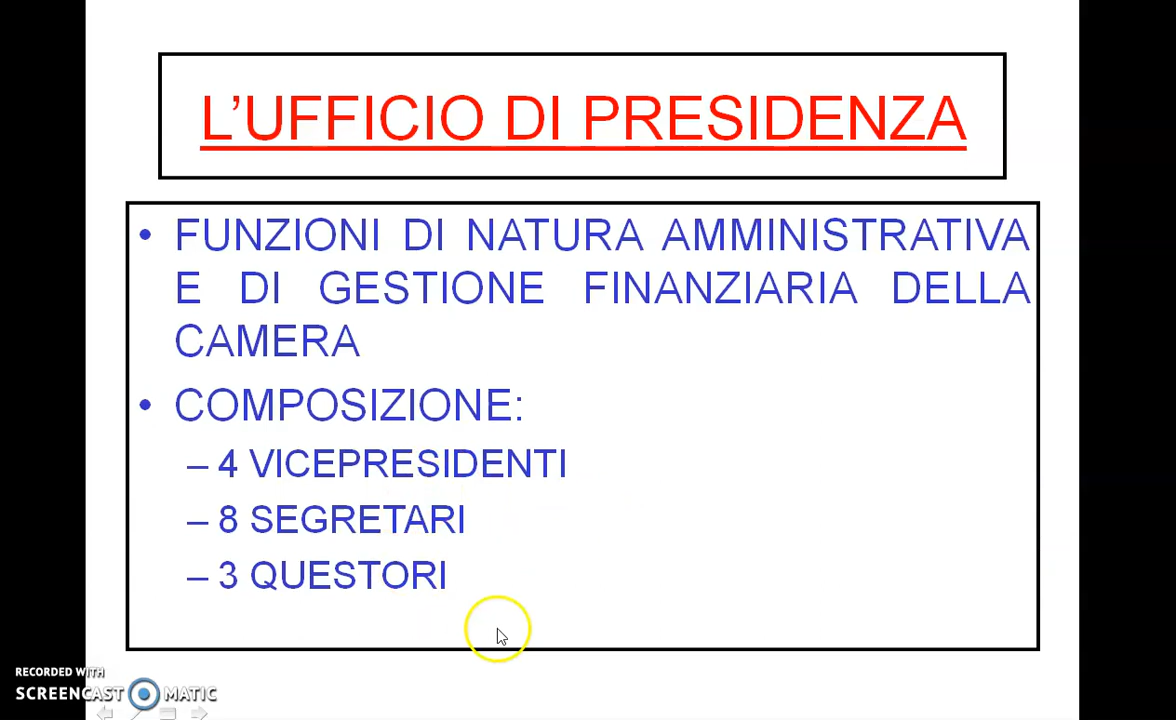 L’UFFICIO DI PRESIDENZA
• FUNZIONI DI NATURA AMMINISTRATIVA
E DI GESTIONE FINANZIARIA DELLA
CAMERA
• COMPOSIZIONE:
– 4 VICEPRESIDENTI
– 8 SEGRETARI
– 3 QUESTORI
RECORDED WITH
SCREENCAST MATIC